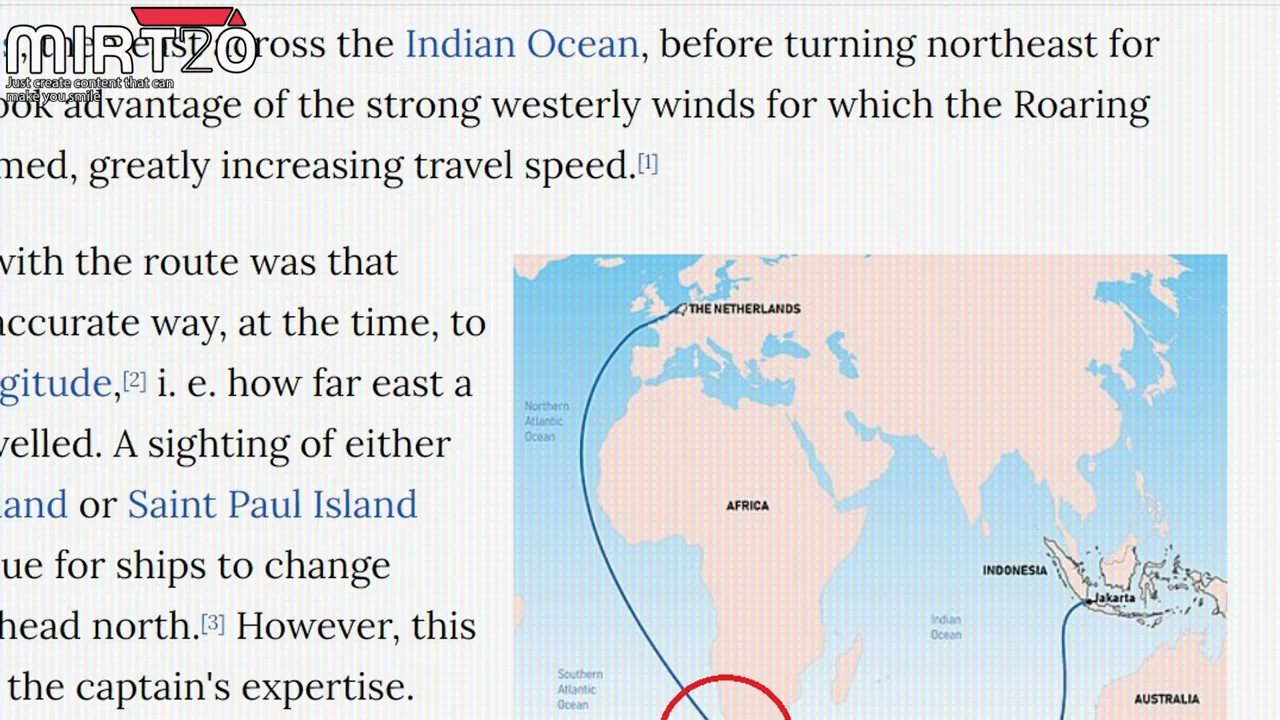 MIRT20
Just create content that can
make you smile
cross the Indian Ocean, before turning northeast for
advantage of the strong westerly winds for which the Roaring
med, greatly increasing travel speed.[1]
with the route was that
accurate way, at the time, to
gitude,[2] i. e. how far east a
velled. A sighting of either
land or Saint Paul Island
ue for ships to change
head north.[3] However, this
the captain's expertise.
THE NETHERLANDS
Northern
Atlantic
Ocean
AFRICA
INDONESIA
Jakarta
Indian
Ocean
Southern
Atlantic
Ocean
AUSTRALIA